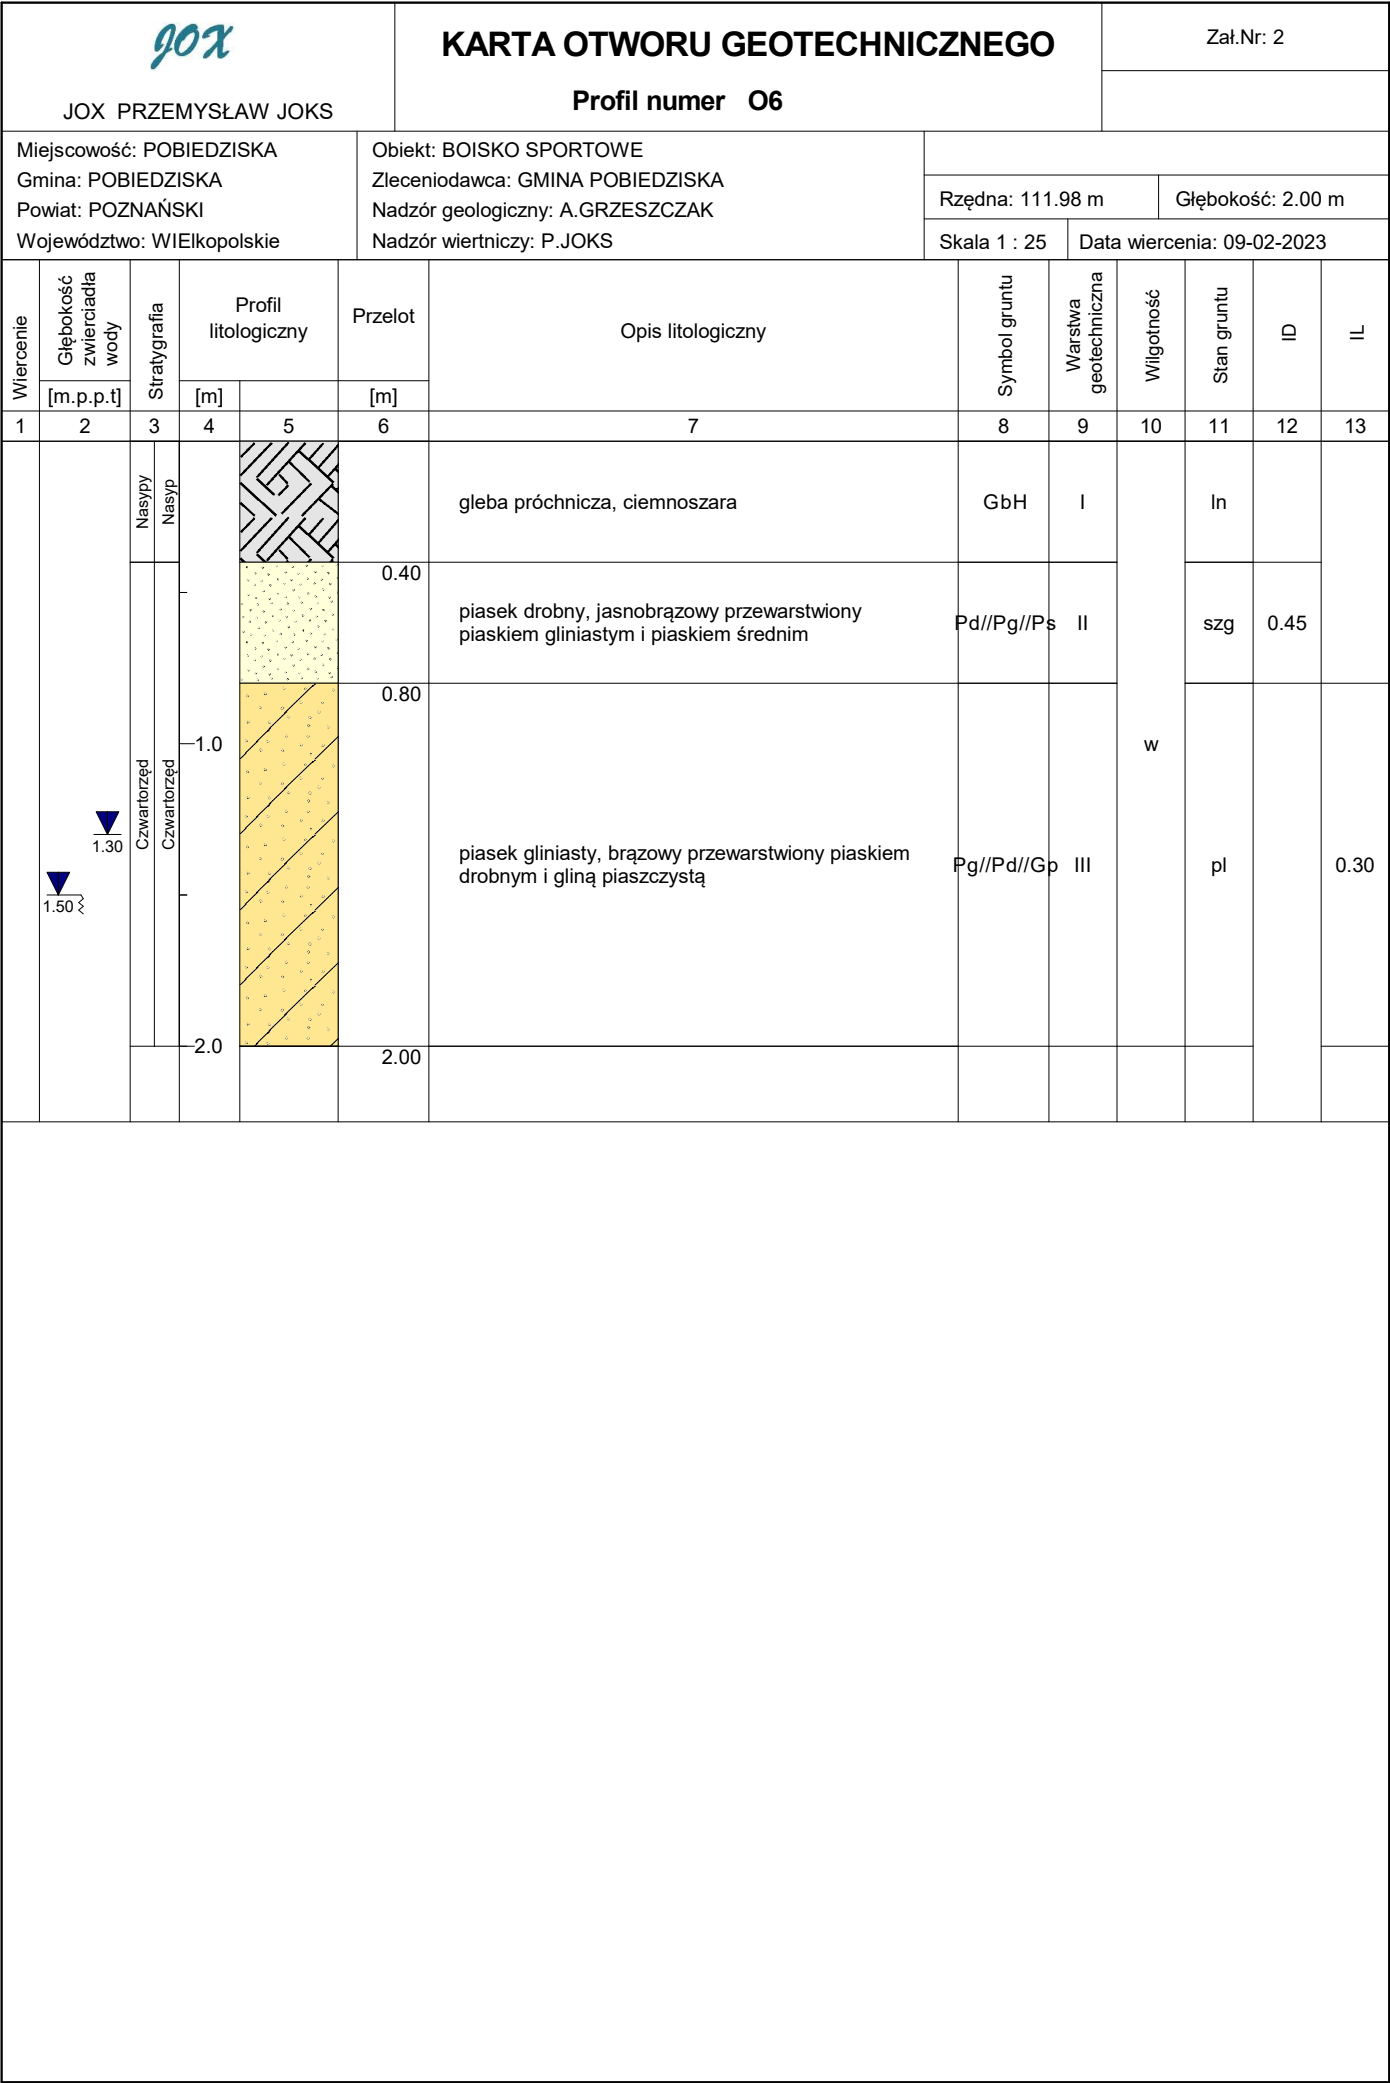 JOX
JOX PRZEMYSŁAW JOKS
KARTA OTWORU GEOTECHNICZNEGO
Profil numer O6
Zał.Nr: 2
Miejscowość: POBIEDZISKA
Gmina: POBIEDZISKA
Powiat: POZNAŃSKI
Województwo: WIElkopolskie
Obiekt: BOISKO SPORTOWE
Zleceniodawca: GMINA POBIEDZISKA
Nadzór geologiczny: A.GRZESZCZAK
Nadzór wiertniczy: P.JOKS
Rzędna: 111.98 m
Głębokość: 2.00 m
Skala 1 : 25
Data wiercenia: 09-02-2023
Wiercenie
Głębokość
zwierciadła
wody
[m.p.p.t]
Stratygrafia
Profil
litologiczny
[m]
Przelot
[m]
Opis litologiczny
Symbol gruntu
Warstwa
geotechniczna
Wilgotność
Stan gruntu
ID
IL
1 2 3 4 5 6 7 8 9 10 11 12 13
Nasypy
Nasyp
gleba próchnicza, ciemnoszara
GbH
I
ln
0.40
piasek drobny, jasnobrązowy przewarstwiony
piaskiem gliniastym i piaskiem średnim
Pd//Pg//Ps
II
szg
0.45
0.80
1.0
w
Czwartorzęd
Czwartorzęd
1.30
1.50
piasek gliniasty, brązowy przewarstwiony piaskiem
drobnym i gliną piaszczystą
Pg//Pd//Gp
III
pl
0.30
2.0
2.00